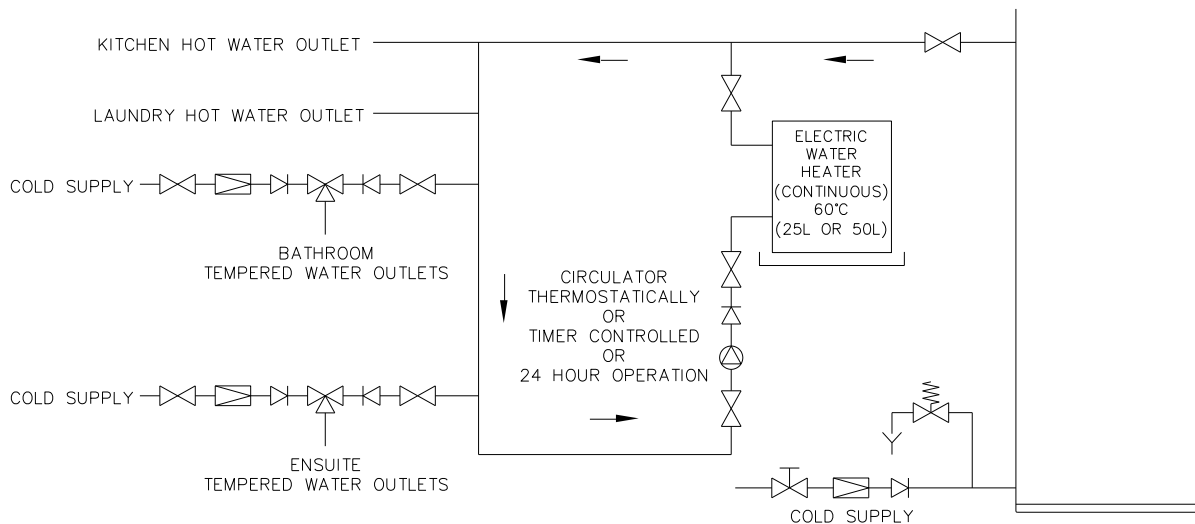 KITCHEN HOT WATER OUTLET
LAUNDRY HOT WATER OUTLET
COLD SUPPLY
BATHROOM
TEMPERED WATER OUTLETS
ELECTRIC
WATER
HEATER
(CONTINUOUS)
60°C
(25L OR 50L)
CIRCULATOR
THERMOSTATICALLY
OR
TIMER CONTROLLED
OR
24 HOUR OPERATION
COLD SUPPLY
ENSUITE
TEMPERED WATER OUTLETS
COLD SUPPLY